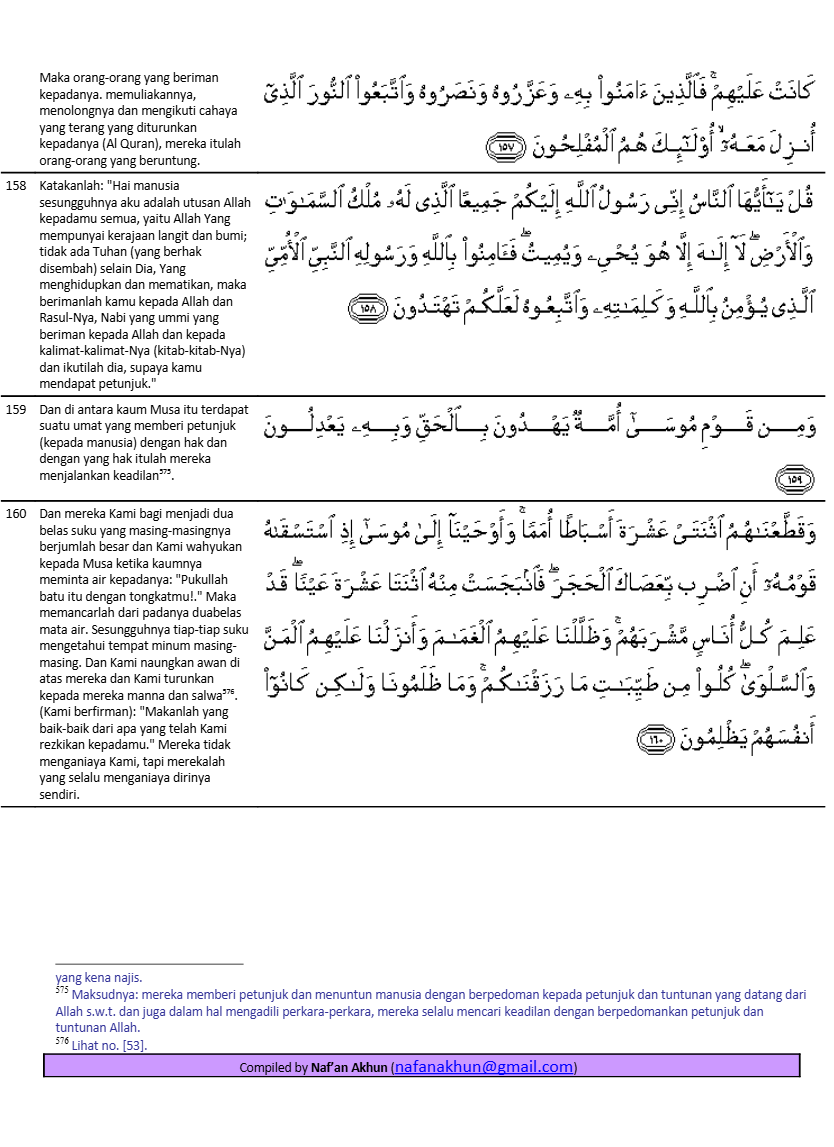 Maka orang-orang yang beriman
kepadanya. memuliakannya,
menolongnya dan mengikuti cahaya
yang terang yang diturunkan
kepadanya (Al Quran), mereka itulah
orang-orang yang beruntung.
كَانَتْ عَلَيْهِمْ ۚ فَٱلَّذِينَ ءَامَنُوا۟ بِهِۦ وَعَزَّرُوهُ وَنَصَرُوهُ وَٱتَّبَعُوا۟ ٱلنُّورَ ٱلَّذِىٓ
أُنزِلَ مَعَهُۥٓ ۙ أُو۟لَـٰٓئِكَ هُمُ ٱلْمُفْلِحُونَ ١٥٧
158 Katakanlah: "Hai manusia
sesungguhnya aku adalah utusan Allah
kepadamu semua, yaitu Allah Yang
mempunyai kerajaan langit dan bumi;
tidak ada Tuhan (yang berhak
disembah) selain Dia, Yang
menghidupkan dan mematikan, maka
berimanlah kamu kepada Allah dan
Rasul-Nya, Nabi yang ummi yang
beriman kepada Allah dan kepada
kalimat-kalimat-Nya (kitab-kitab-Nya)
dan ikutilah dia, supaya kamu
mendapat petunjuk."
قُلْ يَـٰٓأَيُّهَا ٱلنَّاسُ إِنِّى رَسُولُ ٱللَّهِ إِلَيْكُمْ جَمِيعًا ٱلَّذِى لَهُۥ مُلْكُ ٱلسَّمَـٰوَٰتِ
وَٱلْأَرْضِ ۖ لَآ إِلَـٰهَ إِلَّا هُوَ يُحْىِۦ وَيُمِيتُ ۖ فَـَٔامِنُوا۟ بِٱللَّهِ وَرَسُولِهِ ٱلنَّبِىِّ ٱلْأُمِّىِّ
ٱلَّذِى يُؤْمِنُ بِٱللَّهِ وَكَلِمَـٰتِهِۦ وَٱتَّبِعُوهُ لَعَلَّكُمْ تَهْتَدُونَ ١٥٨
159 Dan di antara kaum Musa itu terdapat
suatu umat yang memberi petunjuk
(kepada manusia) dengan hak dan
dengan yang hak itulah mereka
menjalankan keadilan575.
وَمِن قَوْمِ مُوسَىٰٓ أُمَّةٌ يَهْدُونَ بِٱلْحَقِّ وَبِهِۦ يَعْدِلُونَ
١٥٩
160 Dan mereka Kami bagi menjadi dua
belas suku yang masing-masingnya
berjumlah besar dan Kami wahyukan
kepada Musa ketika kaumnya
meminta air kepadanya: "Pukullah
batu itu dengan tongkatmu!." Maka
memancarlah dari padanya duabelas
mata air. Sesungguhnya tiap-tiap suku
mengetahui tempat minum masing-
masing. Dan Kami naungkan awan di
atas mereka dan Kami turunkan
kepada mereka manna dan salwa576.
(Kami berfirman): "Makanlah yang
baik-baik dari apa yang telah Kami
rezkikan kepadamu." Mereka tidak
menganiaya Kami, tapi merekalah
yang selalu menganiaya dirinya
sendiri.
وَقَطَّعْنَـٰهُمُ ٱثْنَتَىْ عَشْرَةَ أَسْبَاطًا أُمَمًا ۚ وَأَوْحَيْنَآ إِلَىٰ مُوسَىٰٓ إِذِ ٱسْتَسْقَىٰهُ
قَوْمُهُۥٓ أَنِ ٱضْرِب بِّعَصَاكَ ٱلْحَجَرَ ۖ فَٱنۢبَجَسَتْ مِنْهُ ٱثْنَتَا عَشْرَةَ عَيْنًا ۖ قَدْ
عَلِمَ كُلُّ أُنَاسٍ مَّشْرَبَهُمْ ۚ وَظَلَّلْنَا عَلَيْهِمُ ٱلْغَمَـٰمَ وَأَنزَلْنَا عَلَيْهِمُ ٱلْمَنَّ
وَٱلسَّلْوَىٰ ۖ كُلُوا۟ مِن طَيِّبَـٰتِ مَا رَزَقْنَـٰكُمْ ۚ وَمَا ظَلَمُونَا وَلَـٰكِن كَانُوٓا۟
أَنفُسَهُمْ يَظْلِمُونَ ١٦٠
yang kena najis.
575 Maksudnya: mereka memberi petunjuk dan menuntun manusia dengan berpedoman kepada petunjuk dan tuntunan yang datang dari
Allah s.w.t. dan juga dalam hal mengadili perkara-perkara, mereka selalu mencari keadilan dengan berpedomankan petunjuk dan
tuntunan Allah.
576 Lihat no. [53].
Compiled by Naf'an Akhun (nafanakhun@gmail.com)